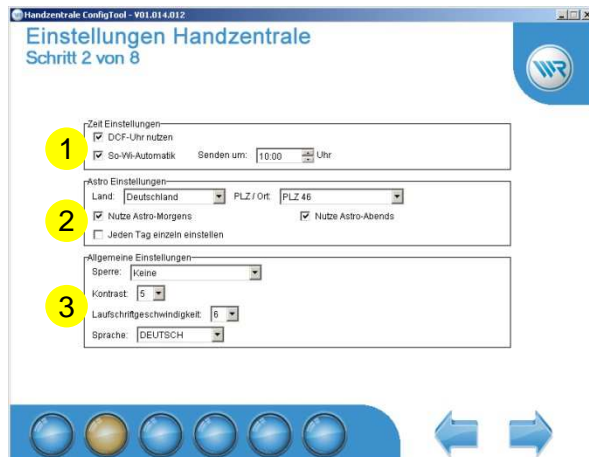 Handzentrale ConfigTool - V01.014.012
Einstellungen Handzentrale
Schritt 2 von 8
WR
Zeit Einstellungen
1
DCF-Uhr nutzen
So-Wi-Automatik Senden um: 10:00 Uhr
Astro Einstellungen
Land: Deutschland PLZ / Ort: PLZ 46
2
Nutze Astro-Morgens Nutze Astro-Abends
Jeden Tag einzeln einstellen
Allgemeine Einstellungen
Sperre: Keine
Kontrast: 5
3
Laufschriftgeschwindigkeit: 6
Sprache: DEUTSCH